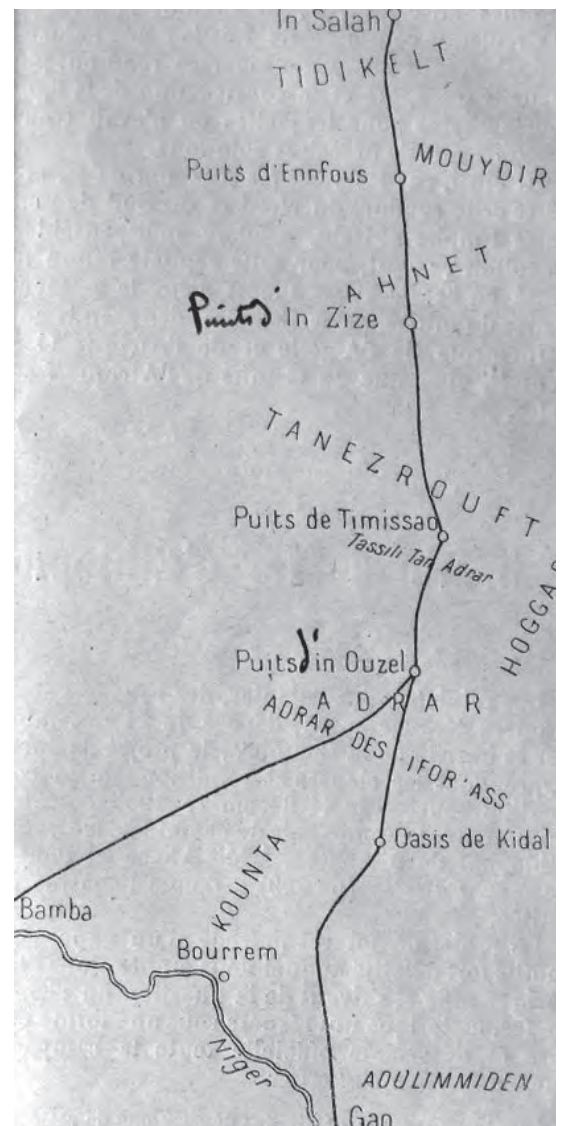 In Salah
TIDIKELT
MOUYDIR
Puits d'Ennfous
AHNET
Puits d' In Zize
TANEZROUFT
Puits de Timissao
Tassili Tan Adrar
HOGGAR
Puits d'in Ouzel
ADRAR
ADRAR DES IFOR'ASS
Oasis de Kidal
KOUNTA
Bamba
Bourrem
Niger
AOULIMMIDEN
Gao